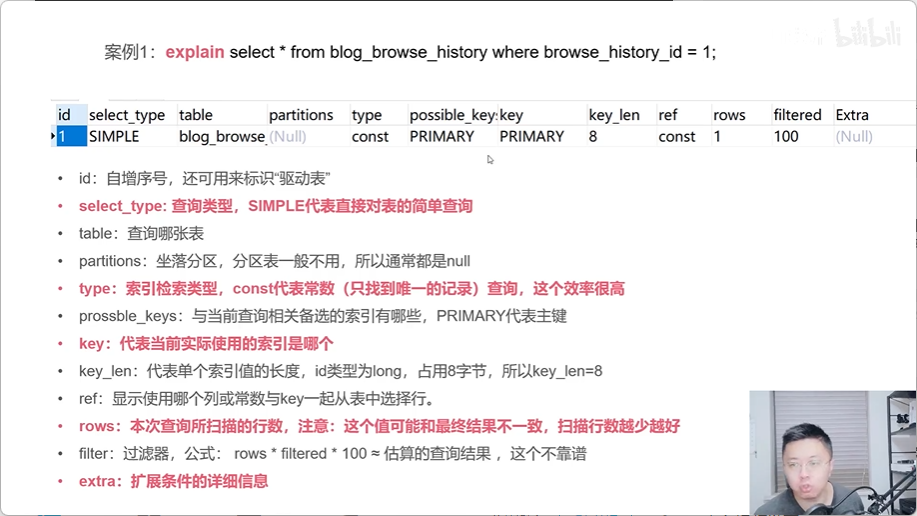 bilibili
案例1：explain select * from blog_browse_history where browse_history_id = 1;
id select_type table partitions type possible_key: key key_len ref rows filtered Extra
1 SIMPLE blog_browse_ (Null) const PRIMARY PRIMARY 8 const 1 100 (Null)
• id：自增序号，还可用来标识“驱动表”
• select_type: 查询类型，SIMPLE代表直接对表的简单查询
• table：查询哪张表
• partitions：坐落分区，分区表一般不用，所以通常都是null
• type：索引检索类型，const代表常数（只找到唯一的记录）查询，这个效率很高
• prossble_keys：与当前查询相关备选的索引有哪些，PRIMARY代表主键
• key：代表当前实际使用的索引是哪个
• key_len：代表单个索引值的长度，id类型为long，占用8字节，所以key_len=8
• ref：显示使用哪个列或常数与key一起从表中选择行。
• rows：本次查询所扫描的行数，注意：这个值可能和最终结果不一致，扫描行数越少越好
• filter：过滤器，公式： rows * filtered * 100 ≈ 估算的查询结果 ，这个不靠谱
• extra：扩展条件的详细信息